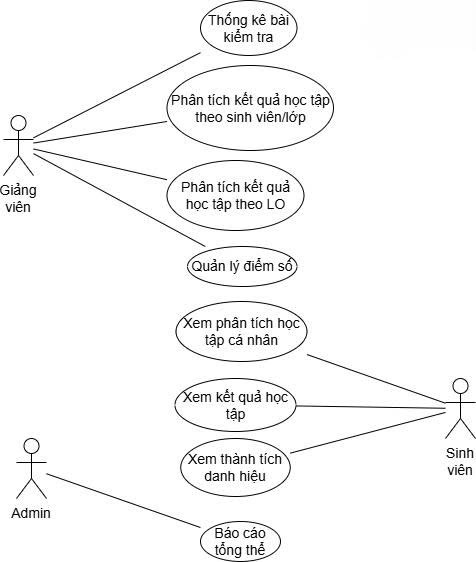 Thống kê bài
kiểm tra
Phân tích kết quả học tập
theo sinh viên/lớp
Giảng
viên
Phân tích kết quả
học tập theo LO
Quản lý điểm số
Xem phân tích học
tập cá nhân
Xem kết quả học
tập
Sinh
viên
Xem thành tích
danh hiệu
Admin
Báo cáo
tổng thể